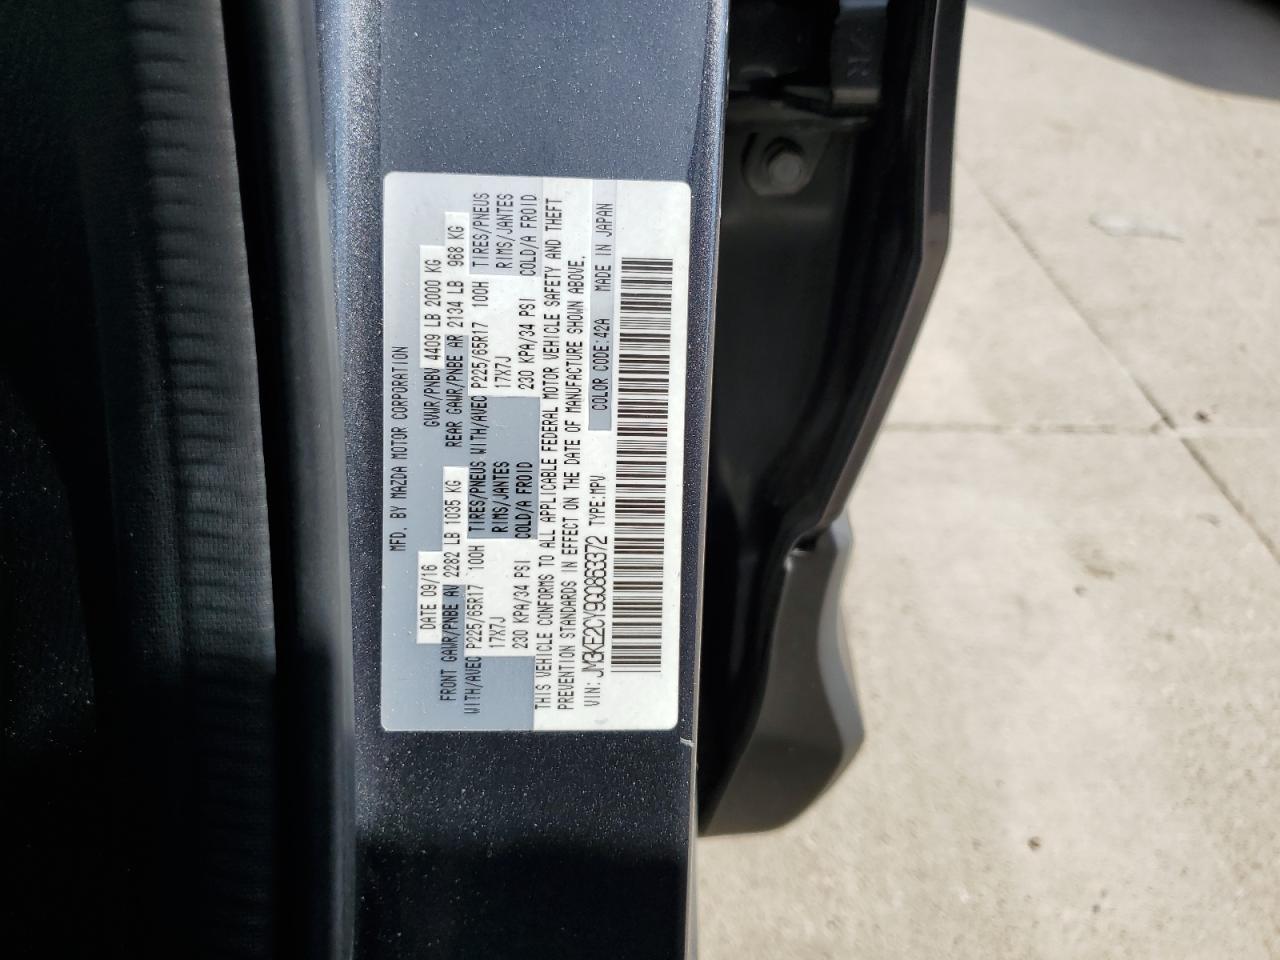 MFD. BY MAZDA MOTOR CORPORATION
DATE 09/16 GVWR/PNBV 4409 LB 2000 KG
FRONT GAWR/PNBE AV 2282 LB 1035 KG REAR GAWR/PNBE AR 2134 LB 968 KG
WITH/AVEC P225/65R17 100H TIRES/PNEUS WITH/AVEC P225/65R17 100H TIRES/PNEUS
17X7J RIMS/JANTES 17X7J RIMS/JANTES
230 KPA/34 PSI COLD/A FROID 230 KPA/34 PSI COLD/A FROID
THIS VEHICLE CONFORMS TO ALL APPLICABLE FEDERAL MOTOR VEHICLE SAFETY AND THEFT
PREVENTION STANDARDS IN EFFECT ON THE DATE OF MANUFACTURE SHOWN ABOVE.
VIN: JM3KE2CY9G0863372 TYPE:MPV COLOR CODE:42A MADE IN JAPAN